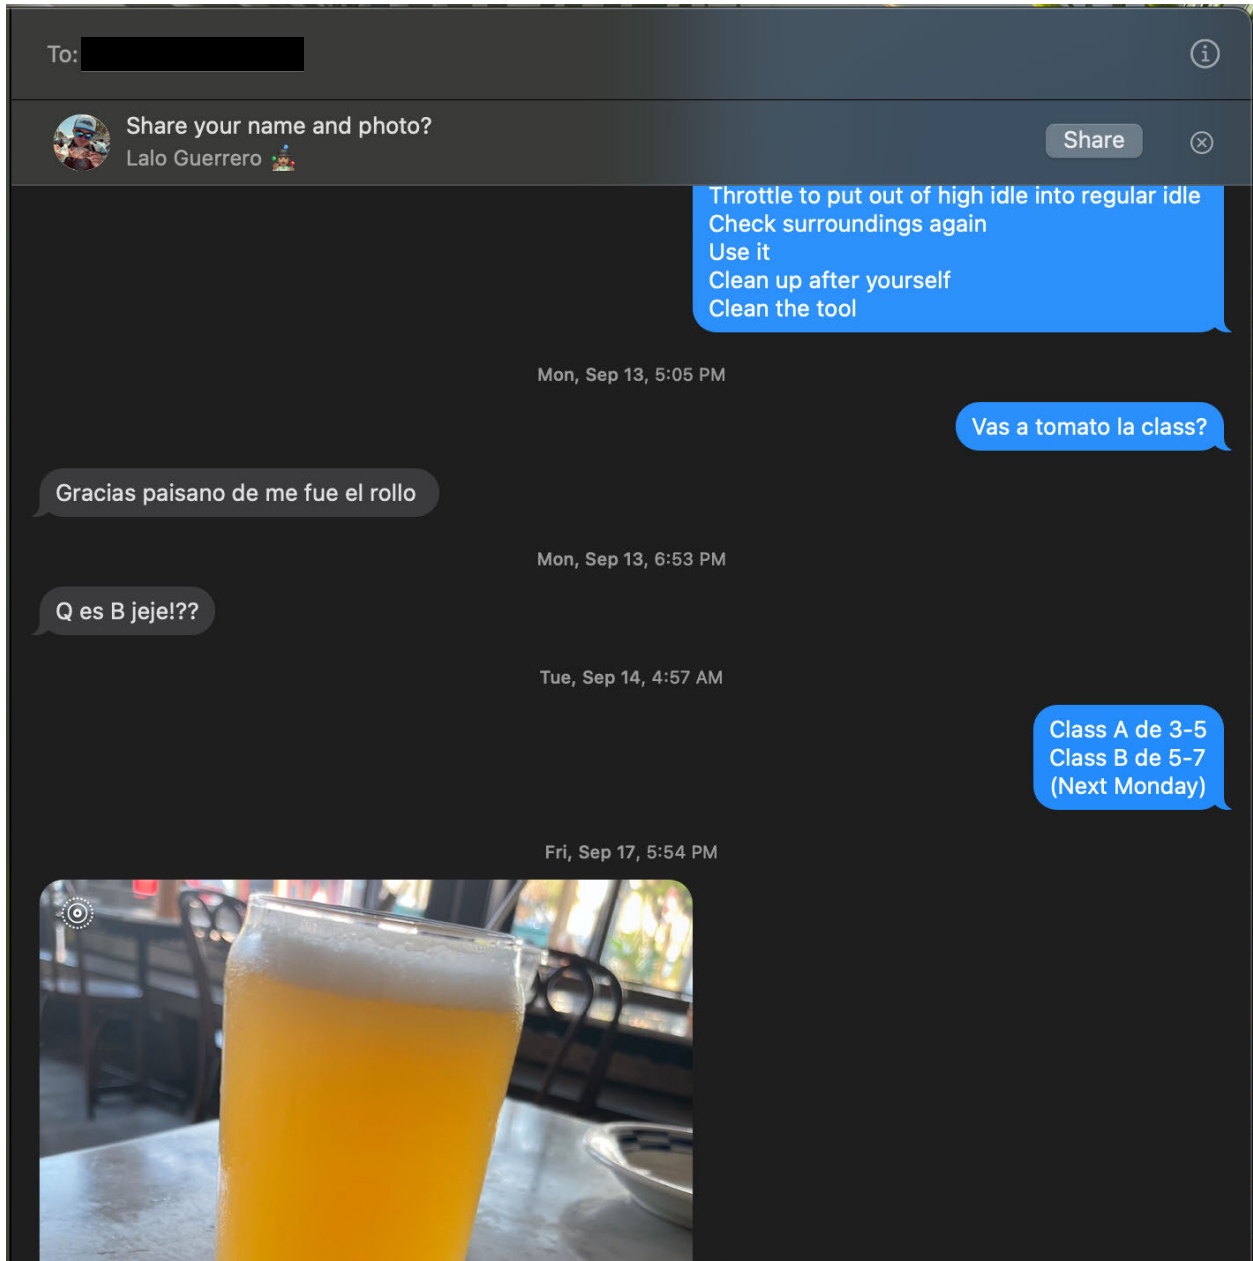 To:
Share your name and photo?
Lalo Guerrero
Share
Throttle to put out of high idle into regular idle
Check surroundings again
Use it
Clean up after yourself
Clean the tool
Mon, Sep 13, 5:05 PM
Vas a tomato la class?
Gracias paisano de me fue el rollo
Mon, Sep 13, 6:53 PM
Q es B jeje!??
Tue, Sep 14, 4:57 AM
Class A de 3-5
Class B de 5-7
(Next Monday)
Fri, Sep 17, 5:54 PM